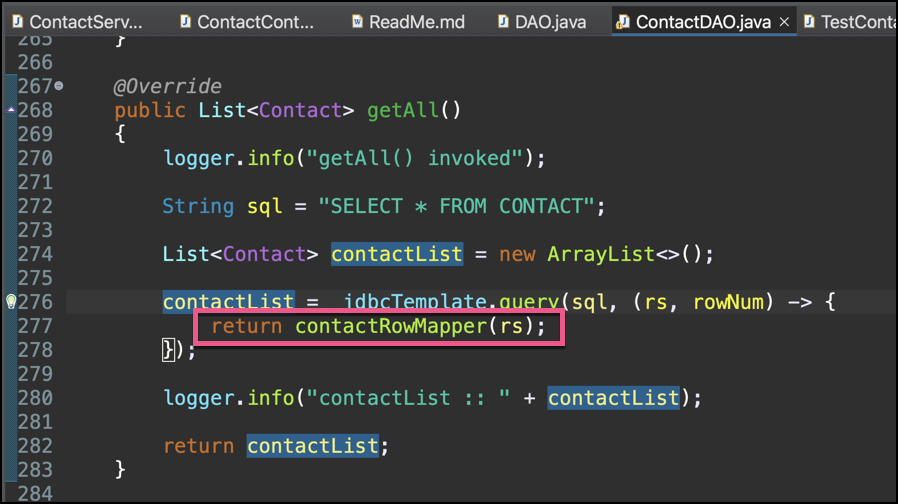 ContactServ... ContactCont... ReadMe.md DAO.java ContactDAO.java × TestConta
265 }
266
267 @Override
268 public List<Contact> getAll()
269 {
270 logger.info("getAll() invoked");
271
272 String sql = "SELECT * FROM CONTACT";
273
274 List<Contact> contactList = new ArrayList<>();
275
276 contactList = jdbcTemplate.query(sql, (rs, rowNum) -> {
277 return contactRowMapper(rs);
278 });
279
280 logger.info("contactList :: " + contactList);
281
282 return contactList;
283 }
284